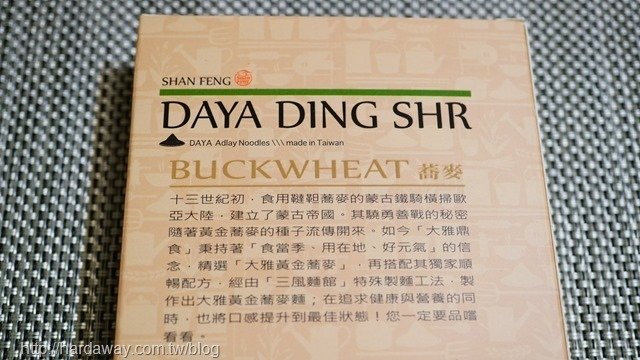 SHAN FENG
DAYA DING SHR
DAYA Adlay Noodles \\\ made in Taiwan
BUCKWHEAT 蕎麥
十三世紀初，食用韃靼蕎麥的蒙古鐵騎橫掃歐
亞大陸，建立了蒙古帝國。其驍勇善戰的秘密
隨著黃金蕎麥的種子流傳開來。如今「大雅鼎
食」秉持著「食當季、用在地、好元氣」的信
念，精選「大雅黃金蕎麥」，再搭配其獨家順
暢配方，經由「三風麵館」特殊製麵工法，製
作出大雅黃金蕎麥麵；在追求健康與營養的同
時，也將口感提升到最佳狀態！您一定要品嚐
看看。
http://hardaway.com.tw/blog